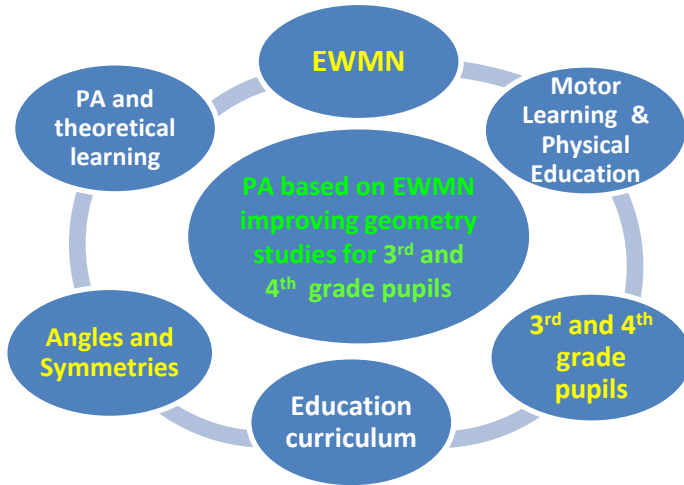 EWMN
Motor
Learning &
Physical
Education
3rd and 4th
grade
pupils
Education
curriculum
Angles and
Symmetries
PA and
theoretical
learning
PA based on EWMN
improving geometry
studies for 3rd and
4th grade pupils